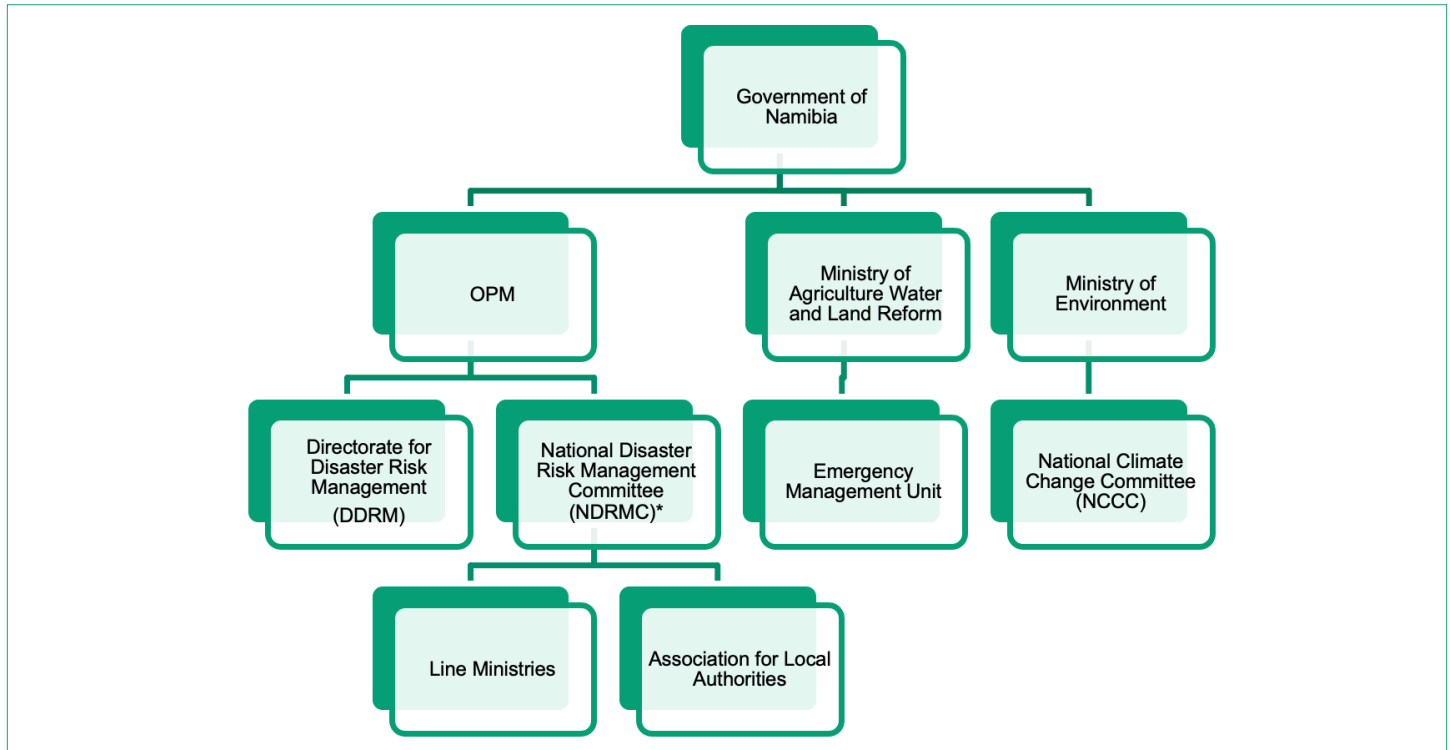 Government of
Namibia
OPM
Ministry of
Agriculture Water
and Land Reform
Ministry of
Environment
Directorate for
Disaster Risk
Management
(DDRM)
National Disaster
Risk Management
Committee
(NDRMC)*
Emergency
Management Unit
National Climate
Change Committee
(NCCC)
Line Ministries
Association for Local
Authorities